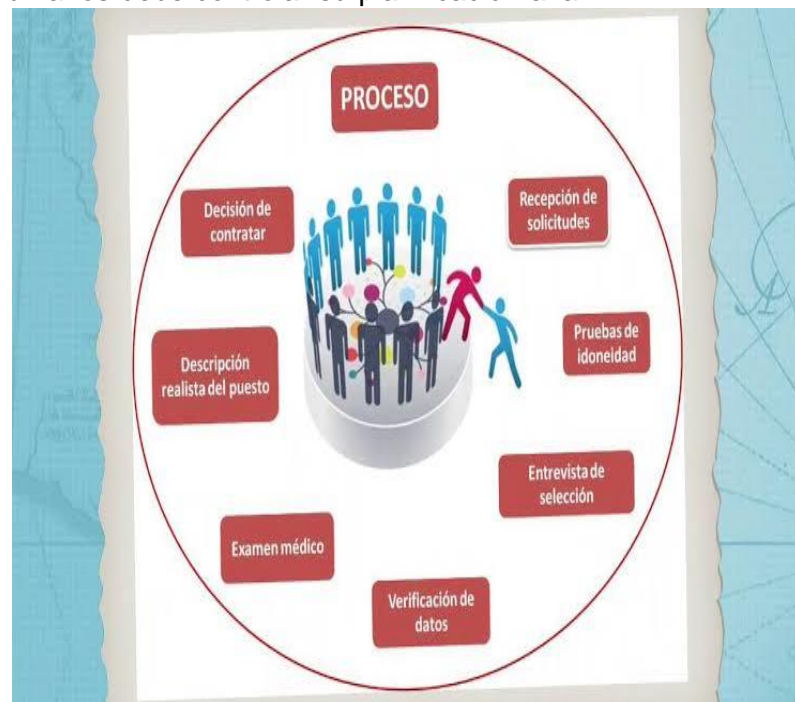 PROCESO
Recepción de
solicitudes
Pruebas de
idoneidad
Entrevista de
selección
Verificación de
datos
Examen médico
Descripción
realista del puesto
Decisión de
contratar